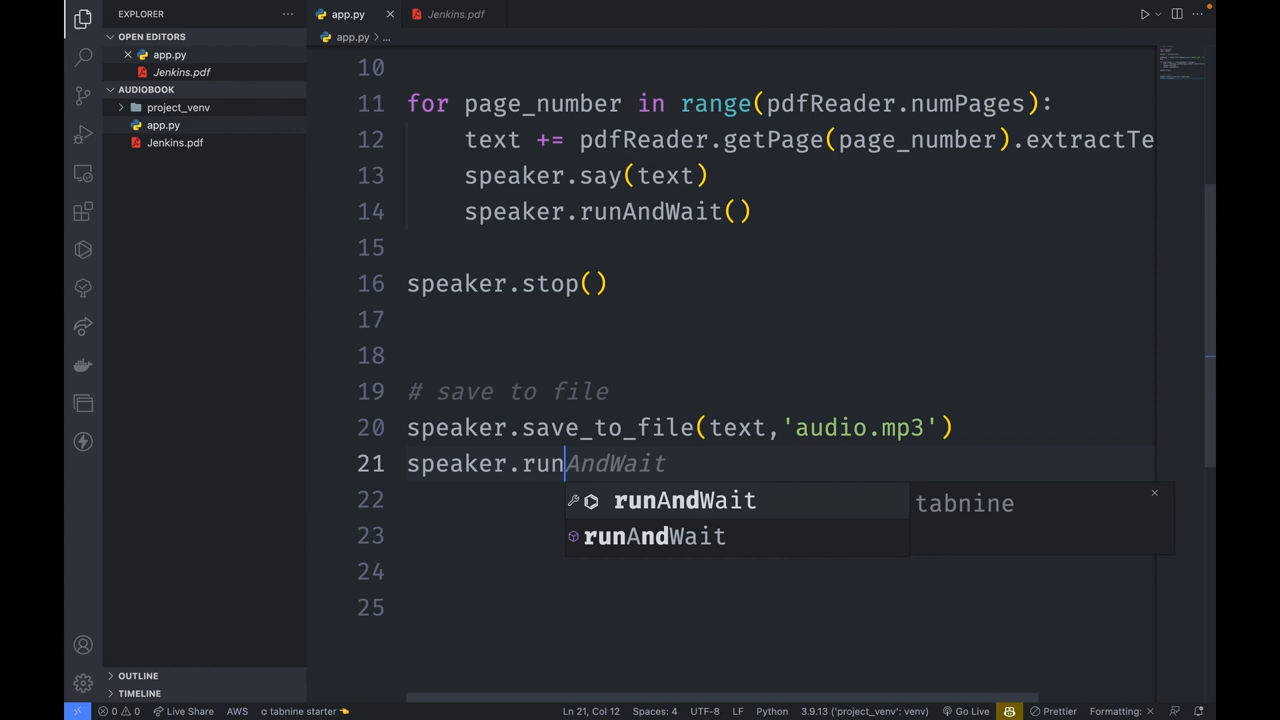 EXPLORER
OPEN EDITORS
app.py
Jenkins.pdf
AUDIOBOOK
project_venv
app.py
Jenkins.pdf
OUTLINE
TIMELINE
app.py
Jenkins.pdf
app.py > ...
10
11 for page_number in range(pdfReader.numPages):
12 text += pdfReader.getPage(page_number).extractTe
13 speaker.say(text)
14 speaker.runAndWait()
15
16 speaker.stop()
17
18
19 # save to file
20 speaker.save_to_file(text,'audio.mp3')
21 speaker.runAndWait
22 runAndWait tabnine
23 runAndWait
24
25
0 0 Live Share AWS tabnine starter Ln 21, Col 12 Spaces: 4 UTF-8 LF Python 3.9.13 ('project_venv': venv) Go Live Prettier Formatting: ×